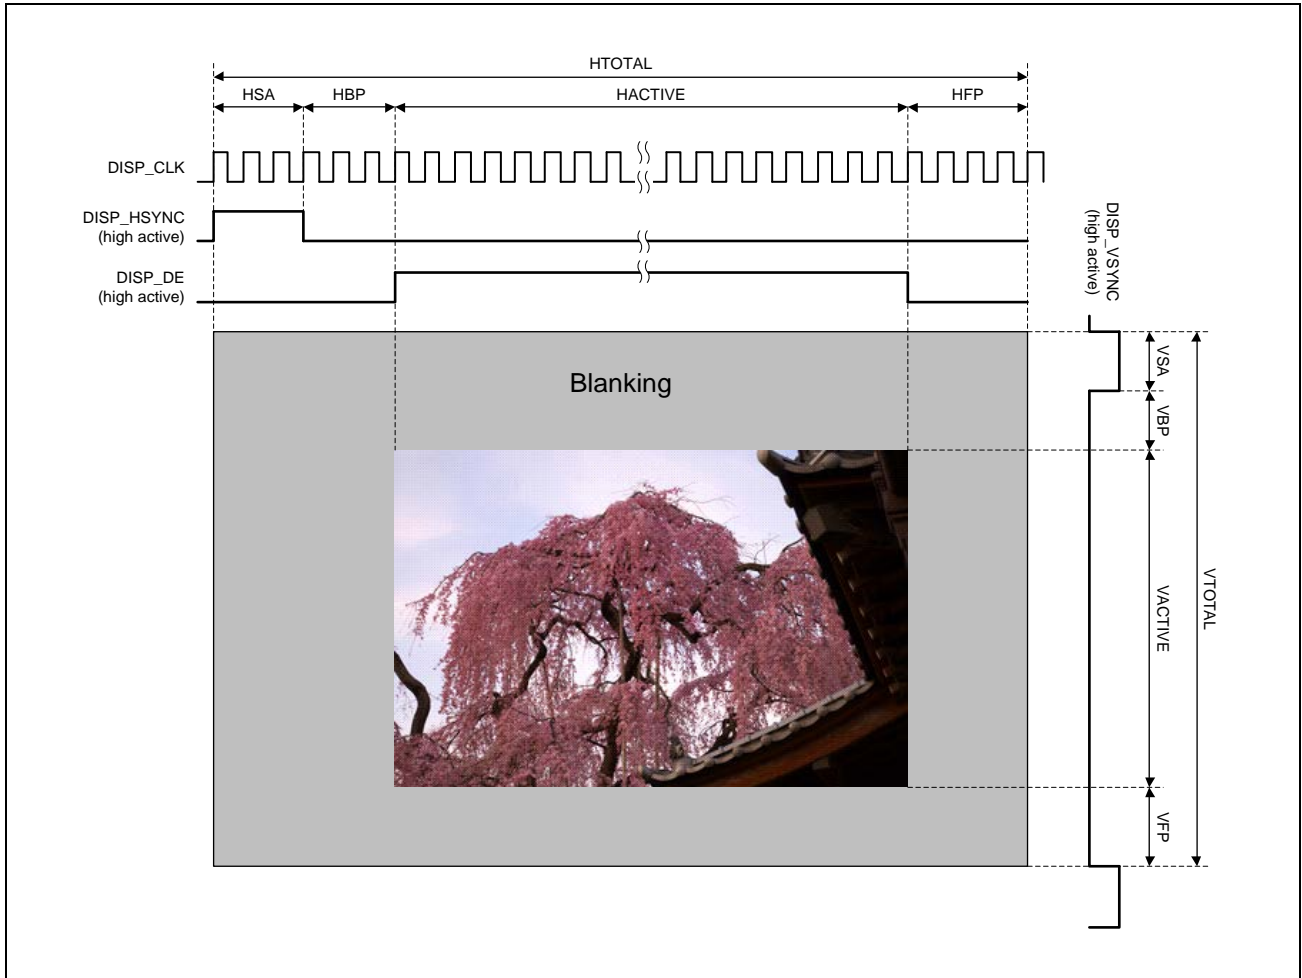 HTOTAL
HSA
HBP
HACTIVE
HFP
DISP_CLK
DISP_HSYNC
(high active)
DISP_DE
(high active)
DISP_VSYNC
(high active)
Blanking
VSA
VBP
VACTIVE
VTOTAL
VFP